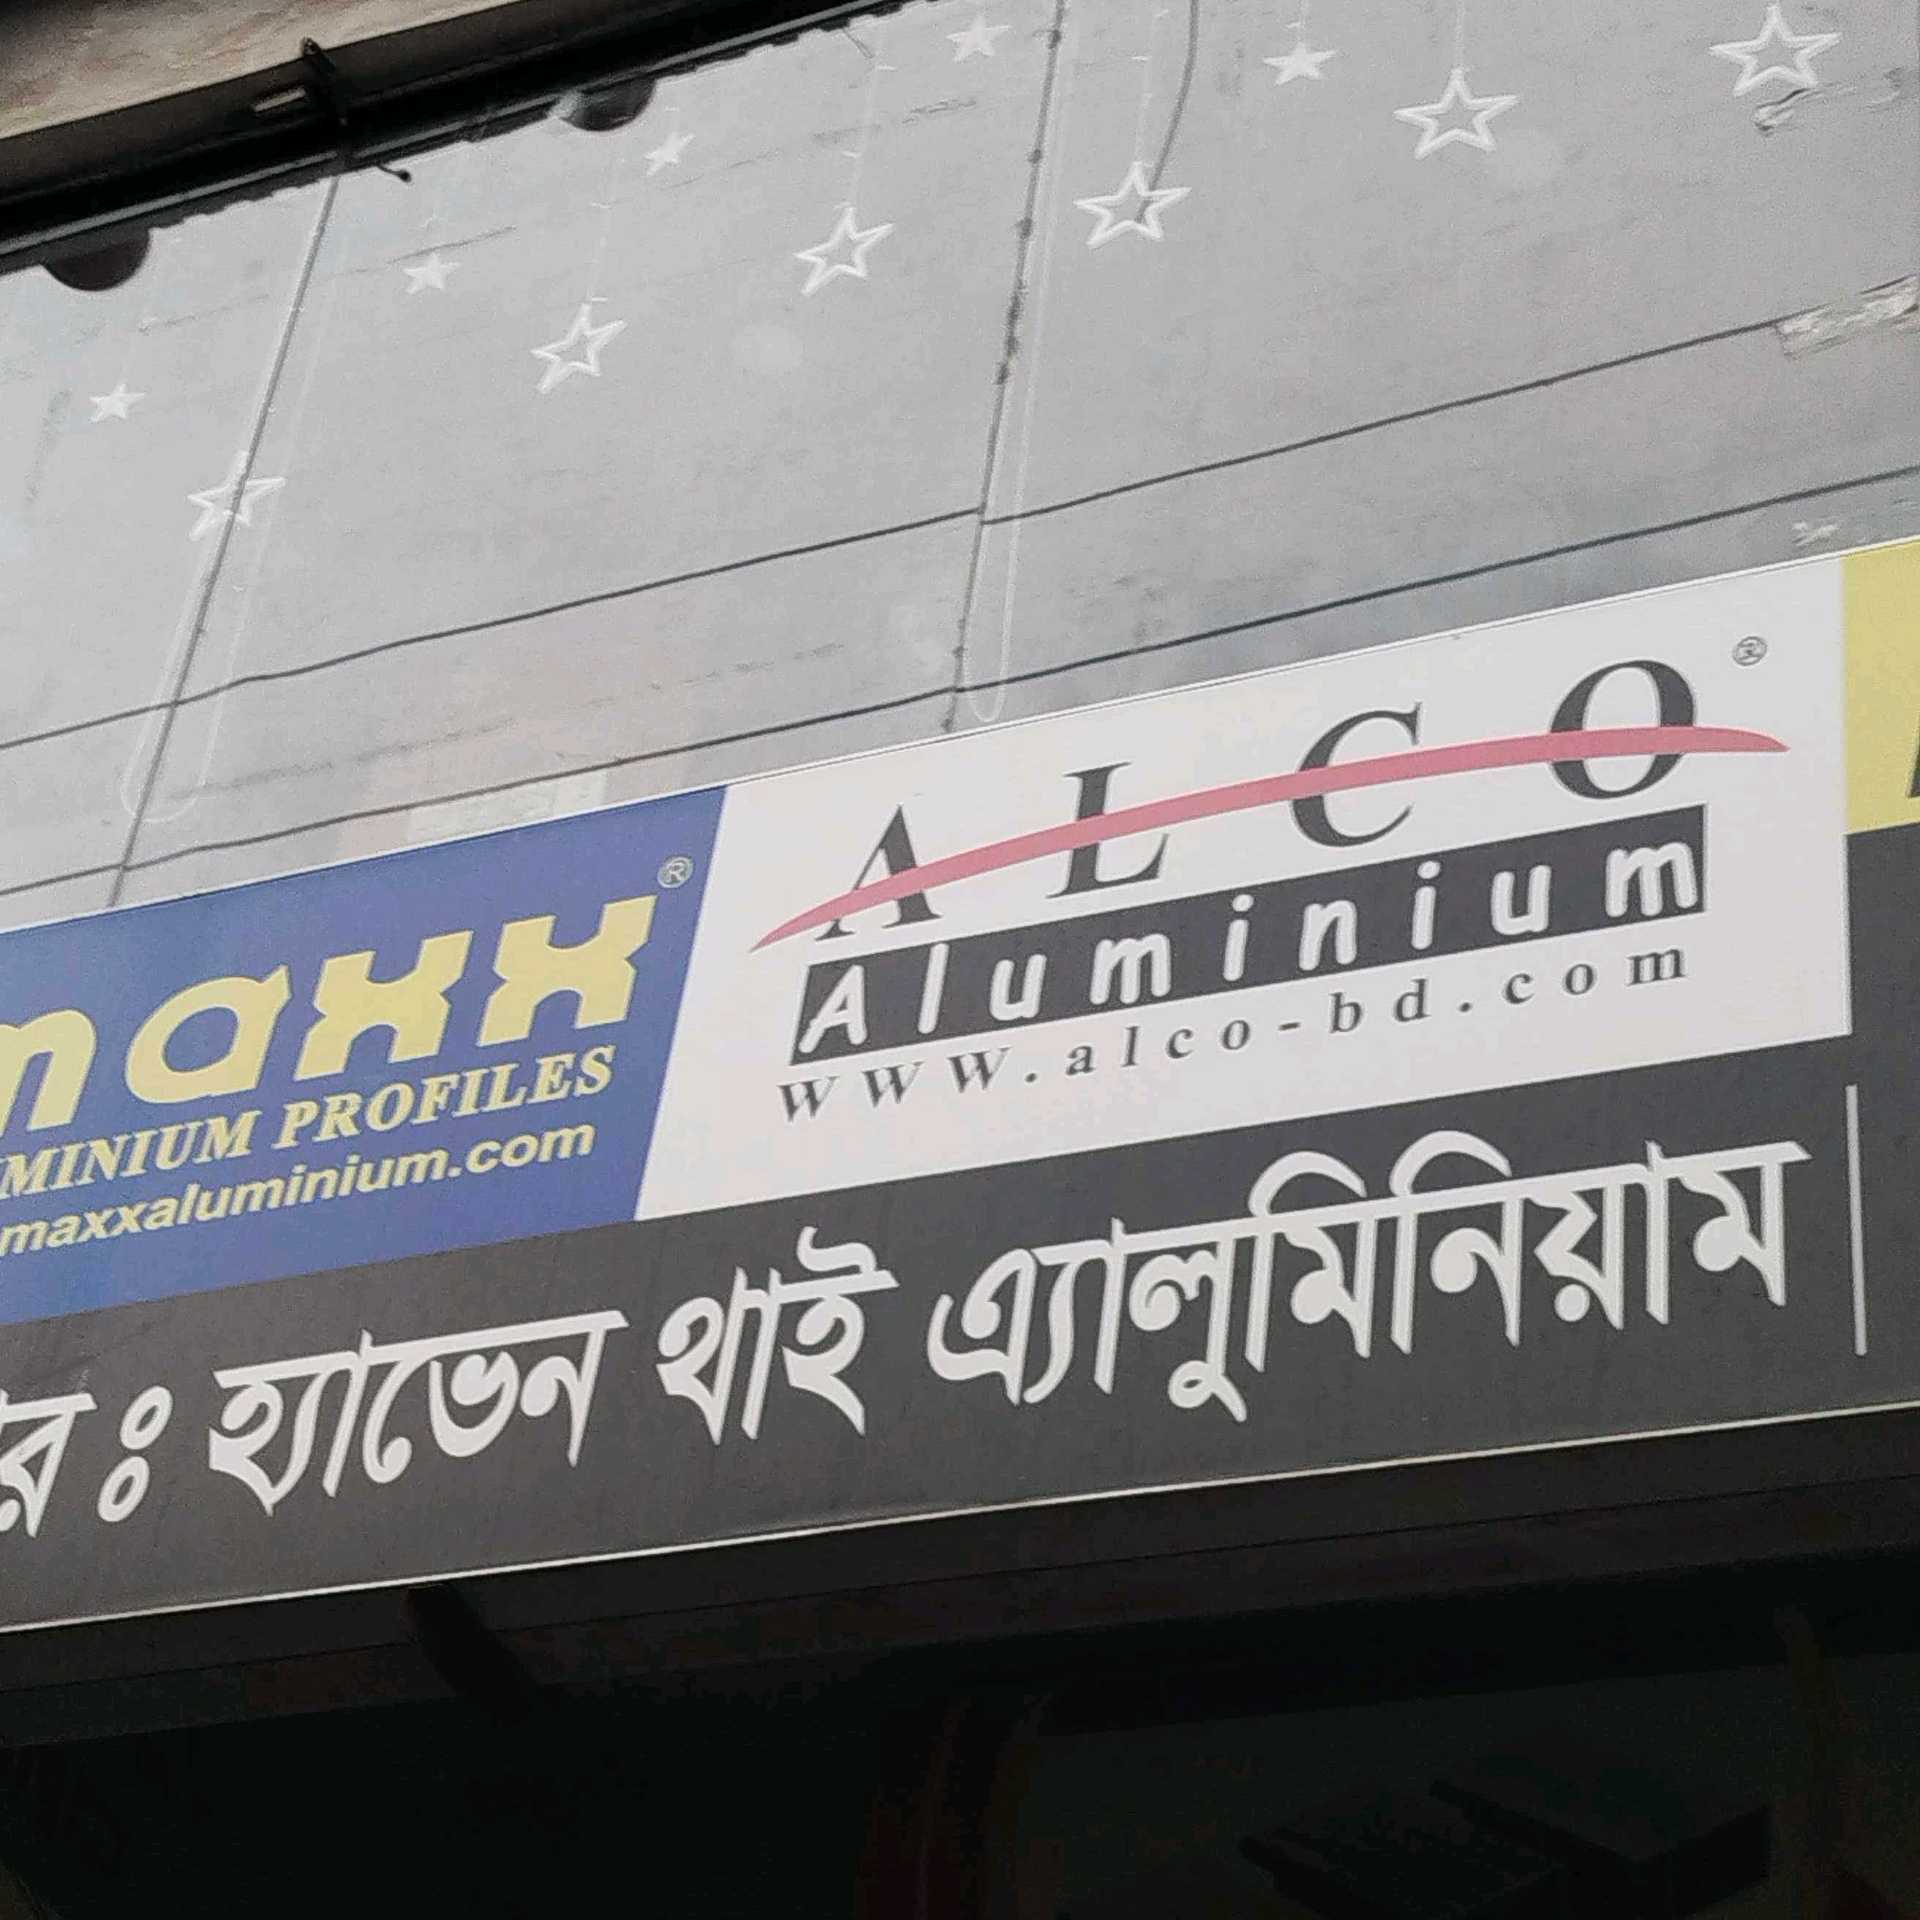 maxx®
MINIUM PROFILES
maxxaluminium.com
ALCO®
Aluminium
www.alco-bd.com
র : হ্যাভেন থাই এ্যালুমিনিয়াম |